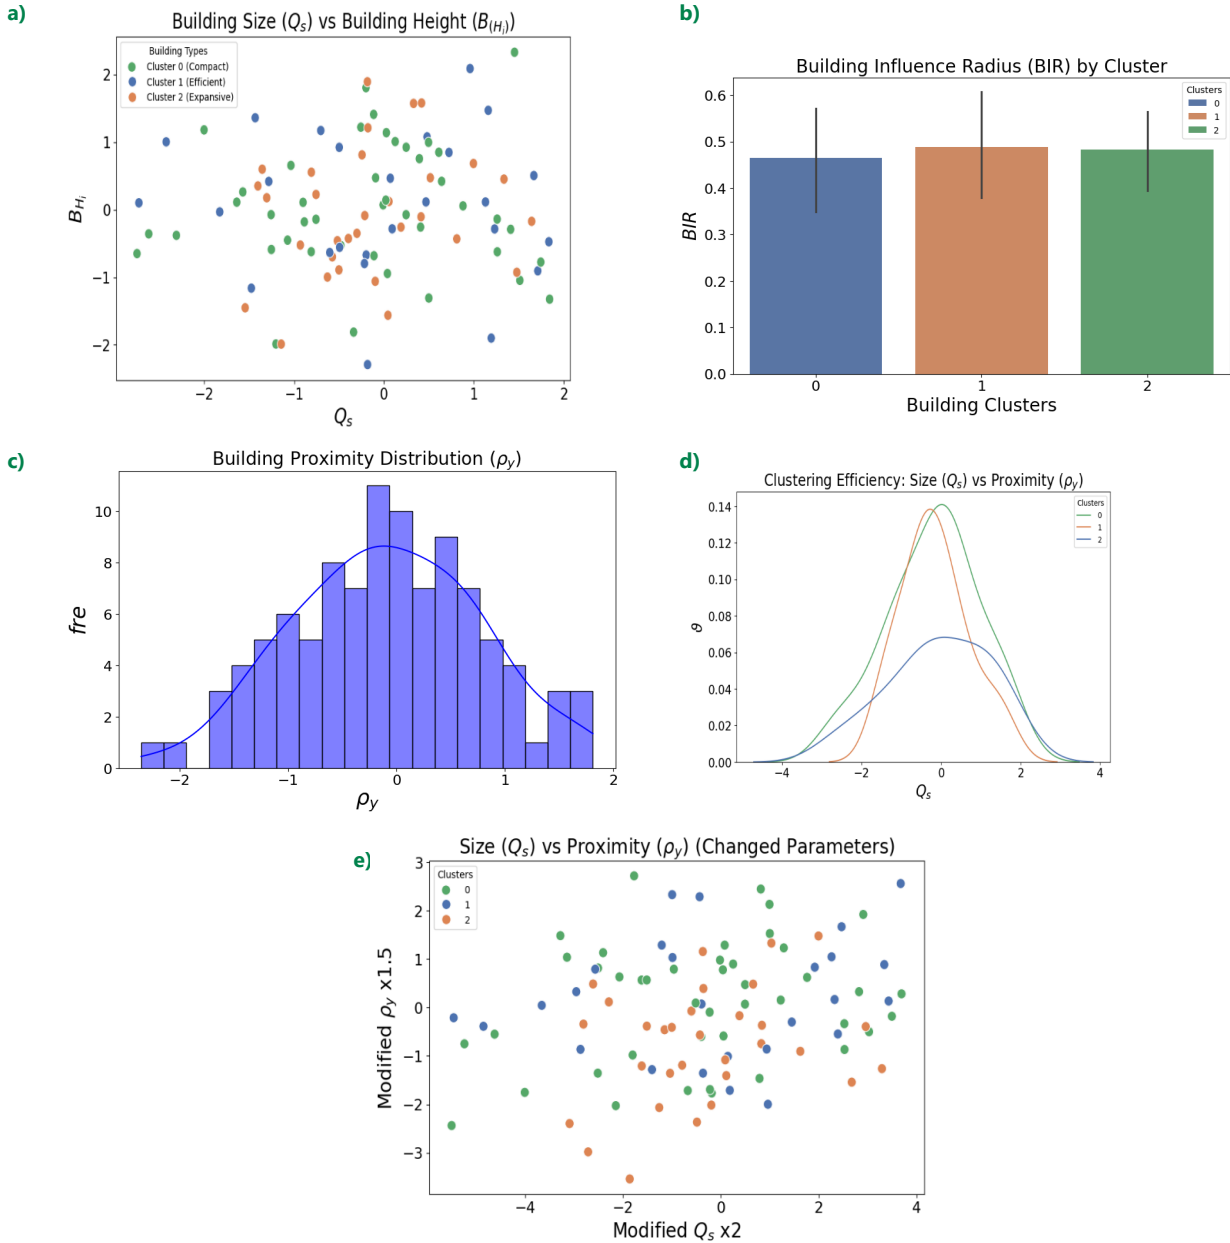 a)
Building Size (Qs) vs Building Height (B(Hi))
Building Types
Cluster 0 (Compact)
Cluster 1 (Efficient)
Cluster 2 (Expansive)
2
1
0
−1
−2
BHi
−2 −1 0 1 2
Qs
b)
Building Influence Radius (BIR) by Cluster
Clusters
0
1
2
0.6
0.5
0.4
0.3
0.2
0.1
0.0
BIR
0 1 2
Building Clusters
c)
Building Proximity Distribution (ρy)
10
8
6
4
2
0
fre
−2 −1 0 1 2
ρy
d)
Clustering Efficiency: Size (Qs) vs Proximity (ρy)
Clusters
0
1
2
0.14
0.12
0.10
0.08
0.06
0.04
0.02
0.00
ϑ
−4 −2 0 2 4
Qs
e)
Size (Qs) vs Proximity (ρy) (Changed Parameters)
Clusters
0
1
2
3
2
1
0
−1
−2
−3
Modified ρy x1.5
−4 −2 0 2 4
Modified Qs x2